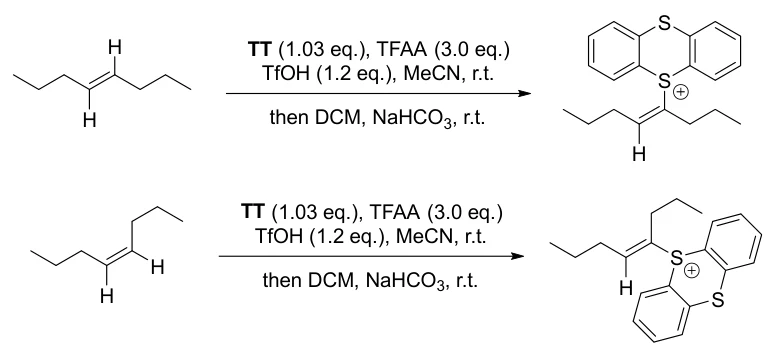 H
H
TT (1.03 eq.), TFAA (3.0 eq.)
TfOH (1.2 eq.), MeCN, r.t.
then DCM, NaHCO₃, r.t.
S
S
+
H
H
H
TT (1.03 eq.), TFAA (3.0 eq.)
TfOH (1.2 eq.), MeCN, r.t.
then DCM, NaHCO₃, r.t.
H
S
+
S